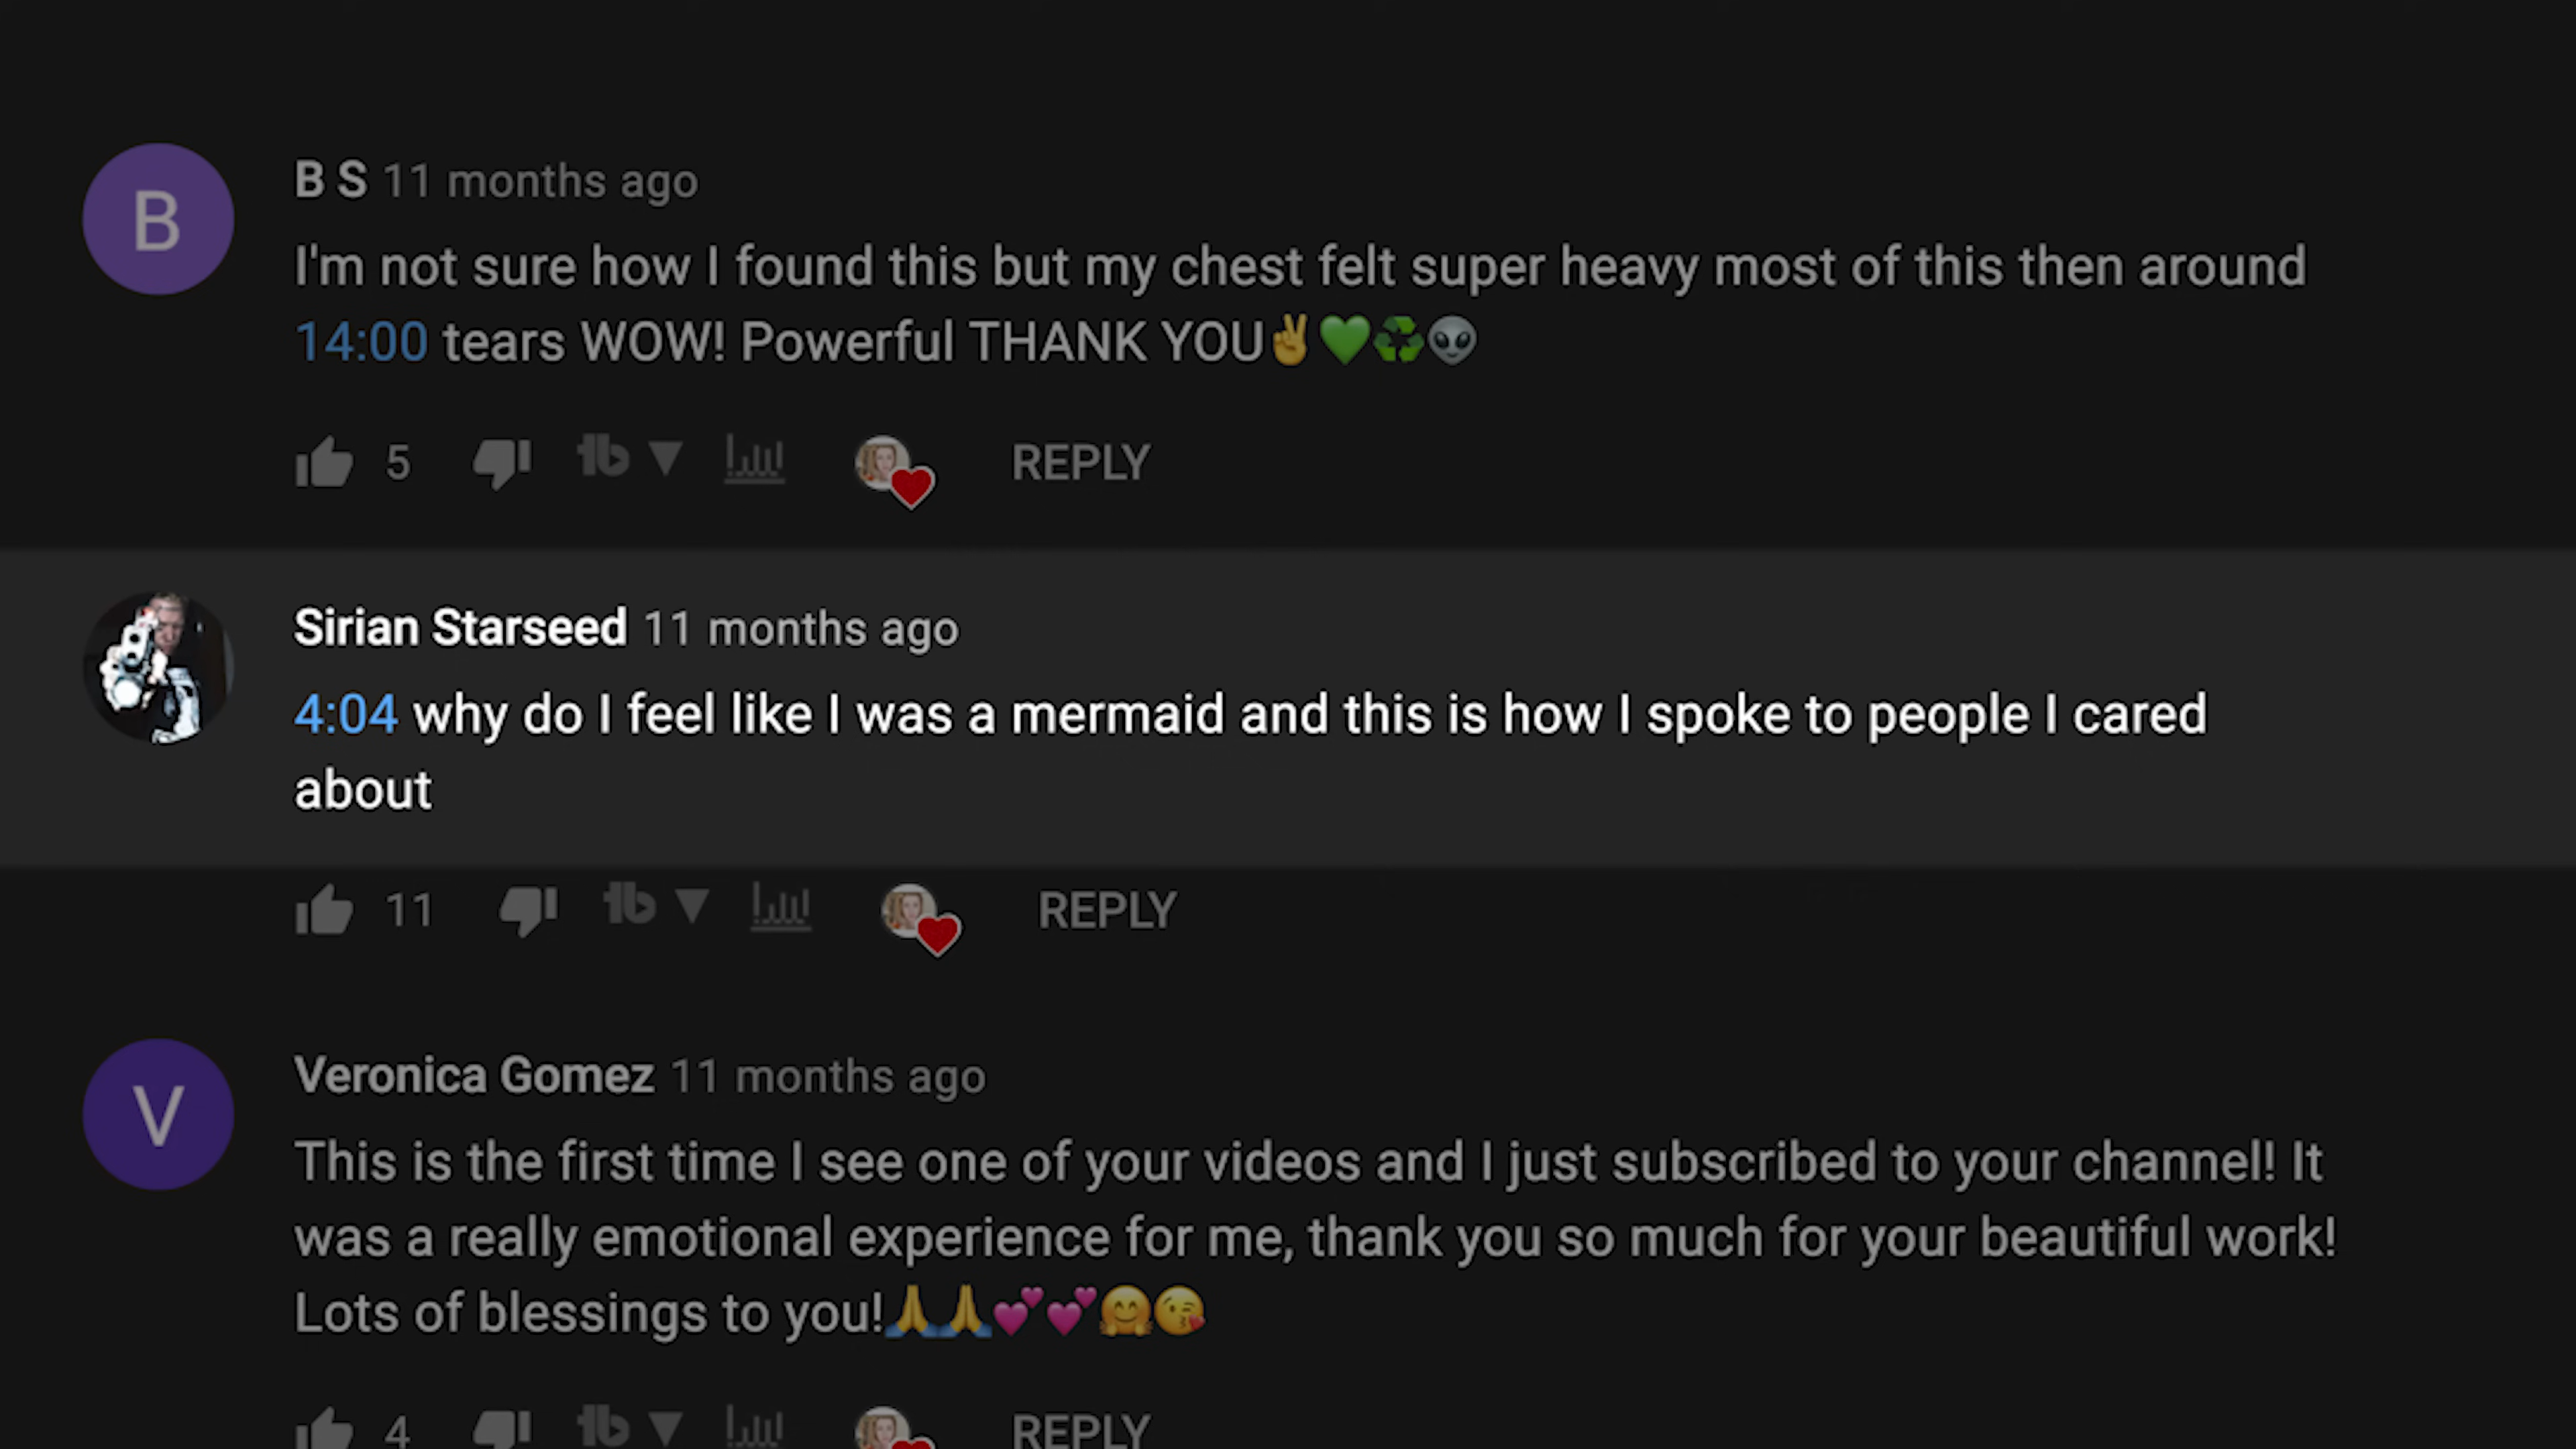 B
B S 11 months ago
I'm not sure how I found this but my chest felt super heavy most of this then around
14:00 tears WOW! Powerful THANK YOU✌💚♻👽
5 tb REPLY
Sirian Starseed 11 months ago
4:04 why do I feel like I was a mermaid and this is how I spoke to people I cared
about
11 tb REPLY
V
Veronica Gomez 11 months ago
This is the first time I see one of your videos and I just subscribed to your channel! It
was a really emotional experience for me, thank you so much for your beautiful work!
Lots of blessings to you!🙏🙏💕💕🤗😘
4 tb REPLY